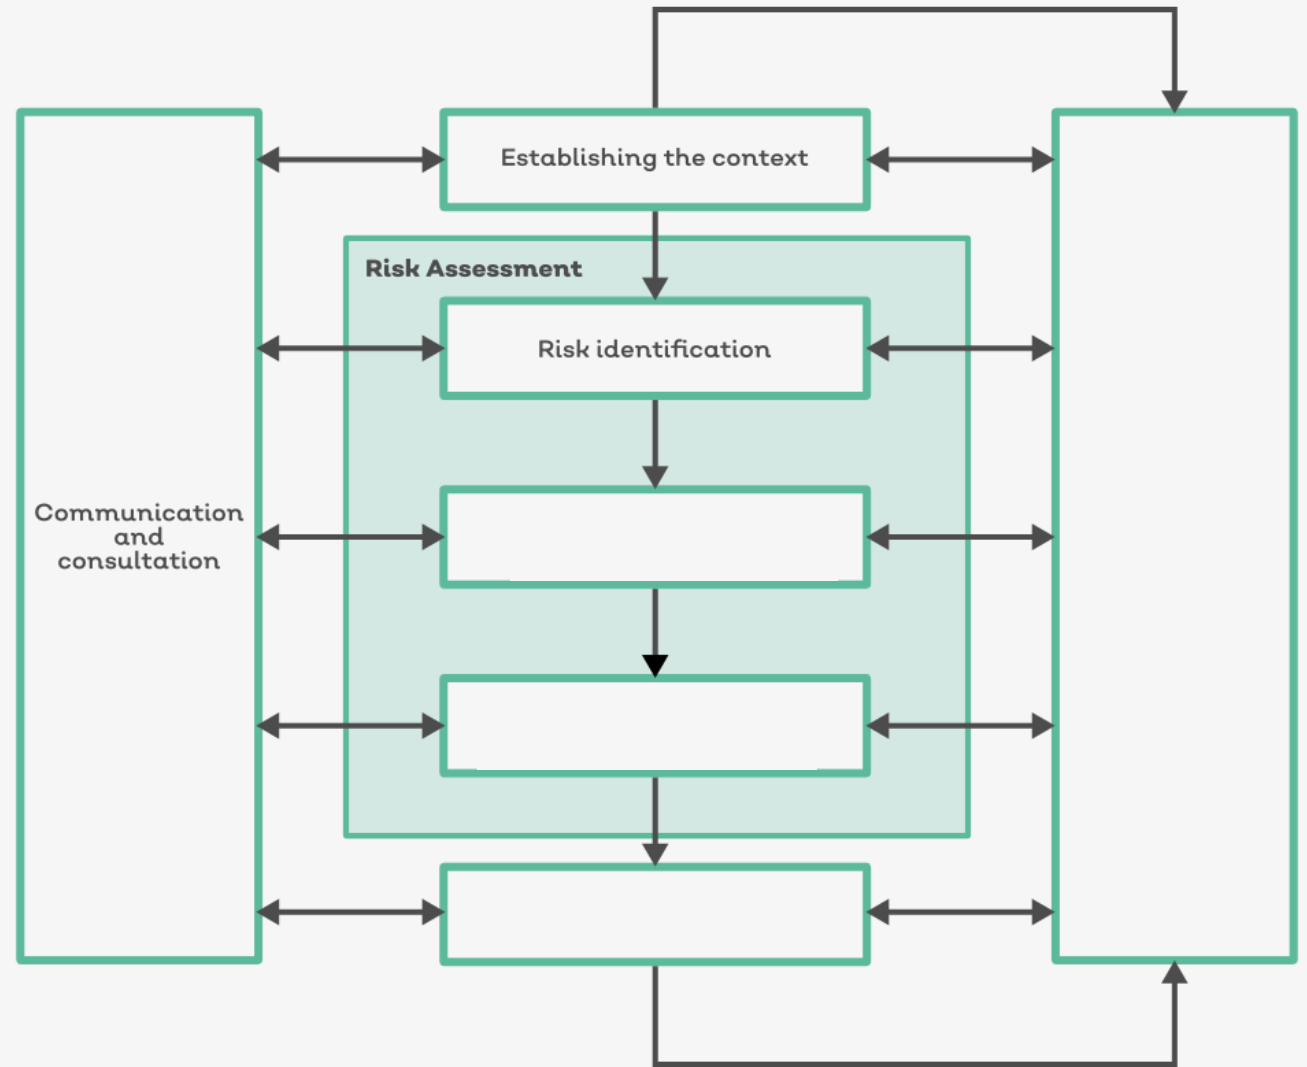 Establishing the context
Risk Assessment
Risk identification
Communication
and
consultation